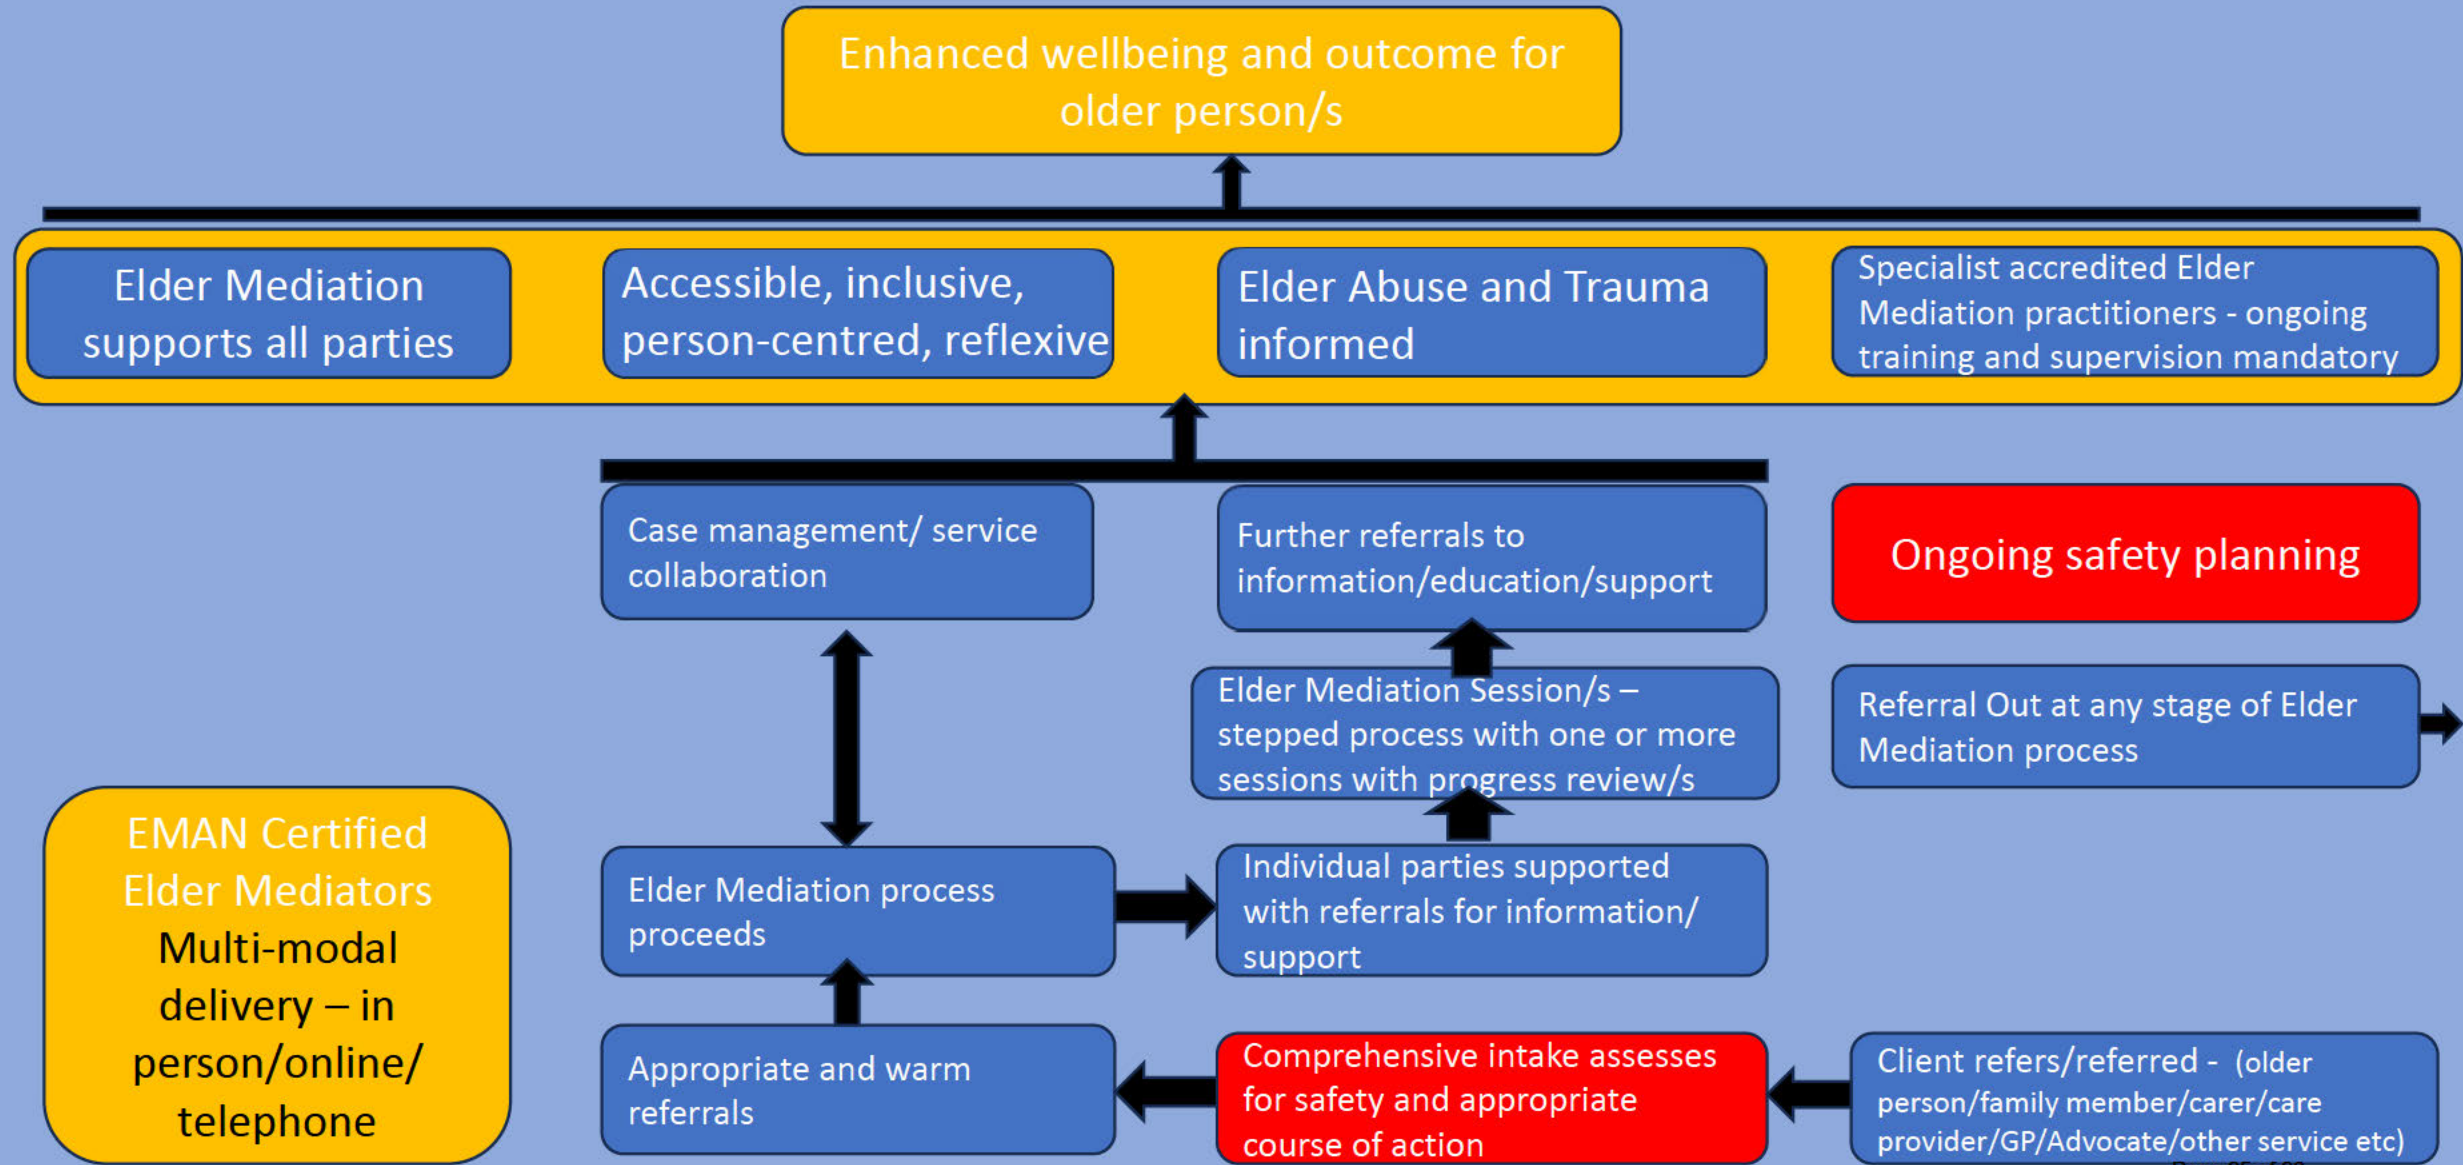 Enhanced wellbeing and outcome for
older person/s
Elder Mediation
supports all parties
Accessible, inclusive,
person-centred, reflexive
Elder Abuse and Trauma
informed
Specialist accredited Elder
Mediation practitioners - ongoing
training and supervision mandatory
Case management/ service
collaboration
Further referrals to
information/education/support
Ongoing safety planning
Elder Mediation Session/s –
stepped process with one or more
sessions with progress review/s
Referral Out at any stage of Elder
Mediation process
EMAN Certified
Elder Mediators
Multi-modal
delivery – in
person/online/
telephone
Elder Mediation process
proceeds
Individual parties supported
with referrals for information/
support
Appropriate and warm
referrals
Comprehensive intake assesses
for safety and appropriate
course of action
Client refers/referred - (older
person/family member/carer/care
provider/GP/Advocate/other service etc)